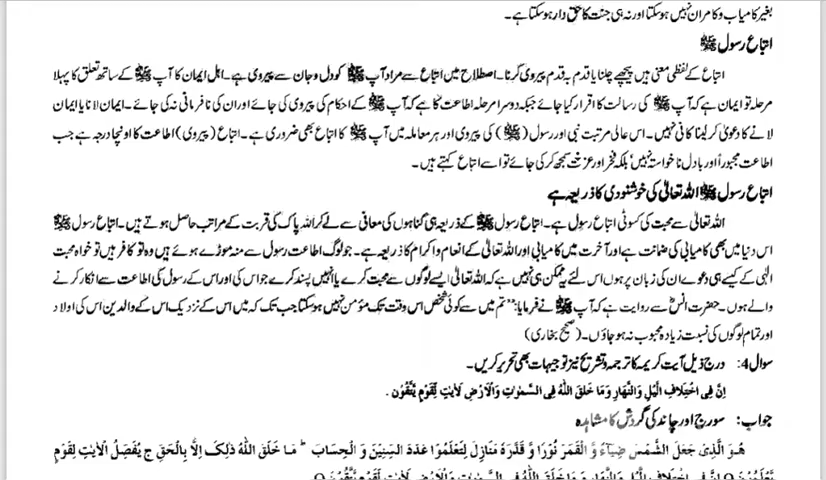 بغیر کامیاب و کامران نہیں ہو سکتا اور نہ ہی جنت کا حق دار ہو سکتا ہے۔
اتباع رسول ﷺ
اتباع کے لفظی معنی ہیں پیچھے چلنا یا قدم بہ قدم پیروی کرنا۔ اصطلاح میں اتباع سے مراد آپ ﷺ کو دل و جان سے پیروی ہے۔ اہل ایمان کا آپ ﷺ کے ساتھ تعلق کا پہلا
مرحلہ تو ایمان ہے کہ آپ ﷺ کی رسالت کا اقرار کیا جائے جبکہ دوسرا مرحلہ اطاعت کا ہے کہ آپ ﷺ کے احکام کی پیروی کی جائے اور ان کی نافرمانی نہ کی جائے۔ ایمان لانا یا ایمان
لانے کا دعویٰ کر لینا کافی نہیں۔ اس عالی مرتبت نبی اور رسول (ﷺ) کی پیروی اور ہر معاملہ میں آپ ﷺ کا اتباع بھی ضروری ہے۔ اتباع (پیروی) اطاعت کا اونچا درجہ ہے جب
اطاعت مجبوراً اور بادل ناخواستہ نہیں بلکہ فخر اور عزت سمجھ کر کی جائے تو اسے اتباع کہتے ہیں۔
اتباع رسول ﷺ اللہ تعالیٰ کی خوشنودی کا ذریعہ ہے
اللہ تعالیٰ سے محبت کی کسوٹی اتباع رسول ہے۔ اتباع رسول ﷺ کے ذریعہ ہی گناہوں کی معافی سے لے کر اللہ پاک کی قربت کے مراتب حاصل ہوتے ہیں۔ اتباع رسول ﷺ
اس دنیا میں بھی کامیابی کی ضمانت ہے اور آخرت میں کامیابی اور اللہ تعالیٰ کے انعام و اکرام کا ذریعہ ہے۔ جو لوگ اطاعت رسول سے منہ موڑے ہوئے ہیں وہ تو کافر ہیں تو خواہ محبت
الٰہی کے کیسے ہی دعوے ان کی زبان پر ہوں اس لئے یہ ممکن ہی نہیں ہے کہ اللہ تعالیٰ ایسے لوگوں سے محبت کرے یا انہیں پسند کرے جو اس کی اور اس کے رسول کی اطاعت سے انکار کرنے
والے ہوں۔ حضرت انسؓ سے روایت ہے کہ آپ ﷺ نے فرمایا: ”تم میں سے کوئی شخص اس وقت تک مؤمن نہیں ہو سکتا جب تک کہ میں اس کے نزدیک اس کے والدین اس کی اولاد
اور تمام لوگوں کی نسبت زیادہ محبوب نہ ہو جاؤں۔ (صحیح بخاری)
سوال4: درج ذیل آیت کریمہ کا ترجمہ و تشریح نیز توجیہات بھی تحریر کریں۔
اِنَّ فِی اخْتِلَافِ الَّیْلِ وَالنَّهَارِ وَمَا خَلَقَ اللّٰهُ فِی السَّمٰوٰتِ وَالْاَرْضِ لَاٰیٰتٍ لِّقَوْمٍ یَّتَّقُوْن .
جواب: سورج اور چاند کی گردش کا مشاہدہ
هُوَ الَّذِی جَعَلَ الشَّمْسَ ضِیَآءً وَّ الْقَمَرَ نُوْرًا وَّ قَدَّرَهٗ مَنَازِلَ لِتَعْلَمُوْا عَدَدَ السِّنِیْنَ وَ الْحِسَابَ ط مَا خَلَقَ اللّٰهُ ذٰلِکَ اِلَّا بِالْحَقِّ ج یُفَصِّلُ الْاٰیٰتِ لِقَوْمٍ
یَّعْلَمُوْنَ O اِنَّ فِی اخْتِلَافِ الَّیْلِ وَالنَّهَارِ وَ مَا خَلَقَ اللّٰهُ فِی السَّمٰوٰتِ وَالْاَرْضِ لَاٰیٰتٍ لِّقَوْمٍ یَّتَّقُوْنَ O